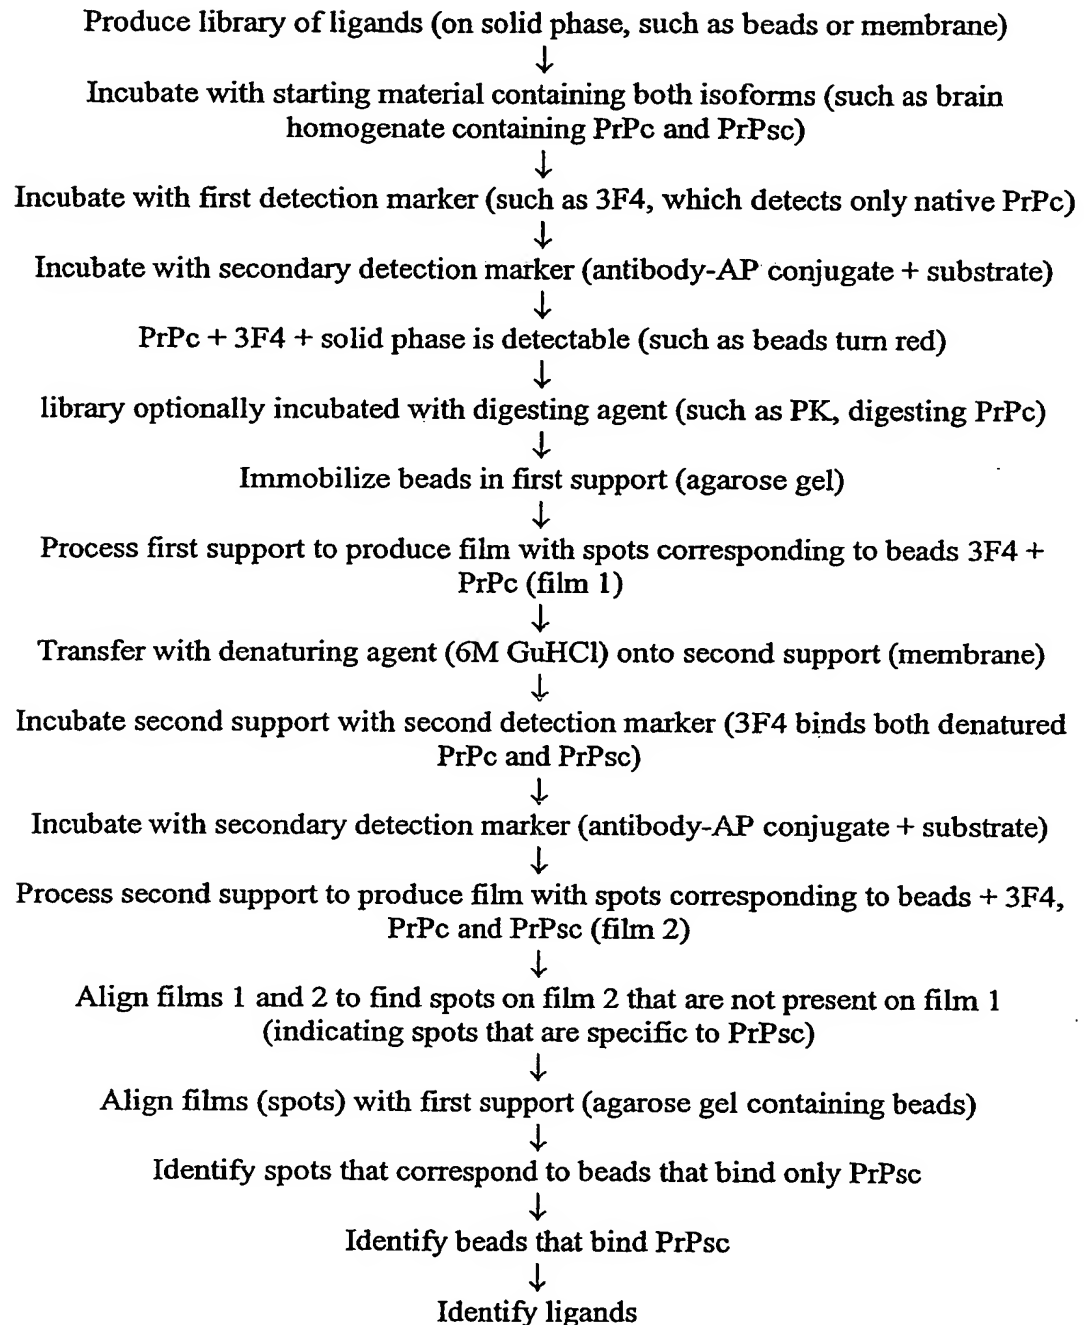 Produce library of ligands (on solid phase, such as beads or membrane)
↓
Incubate with starting material containing both isoforms (such as brain
homogenate containing PrPc and PrPsc)
↓
Incubate with first detection marker (such as 3F4, which detects only native PrPc)
↓
Incubate with secondary detection marker (antibody-AP conjugate + substrate)
↓
PrPc + 3F4 + solid phase is detectable (such as beads turn red)
↓
library optionally incubated with digesting agent (such as PK, digesting PrPc)
↓
Immobilize beads in first support (agarose gel)
↓
Process first support to produce film with spots corresponding to beads 3F4 +
PrPc (film 1)
↓
Transfer with denaturing agent (6M GuHCl) onto second support (membrane)
↓
Incubate second support with second detection marker (3F4 binds both denatured
PrPc and PrPsc)
↓
Incubate with secondary detection marker (antibody-AP conjugate + substrate)
↓
Process second support to produce film with spots corresponding to beads + 3F4,
PrPc and PrPsc (film 2)
↓
Align films 1 and 2 to find spots on film 2 that are not present on film 1
(indicating spots that are specific to PrPsc)
↓
Align films (spots) with first support (agarose gel containing beads)
↓
Identify spots that correspond to beads that bind only PrPsc
↓
Identify beads that bind PrPsc
↓
Identify ligands